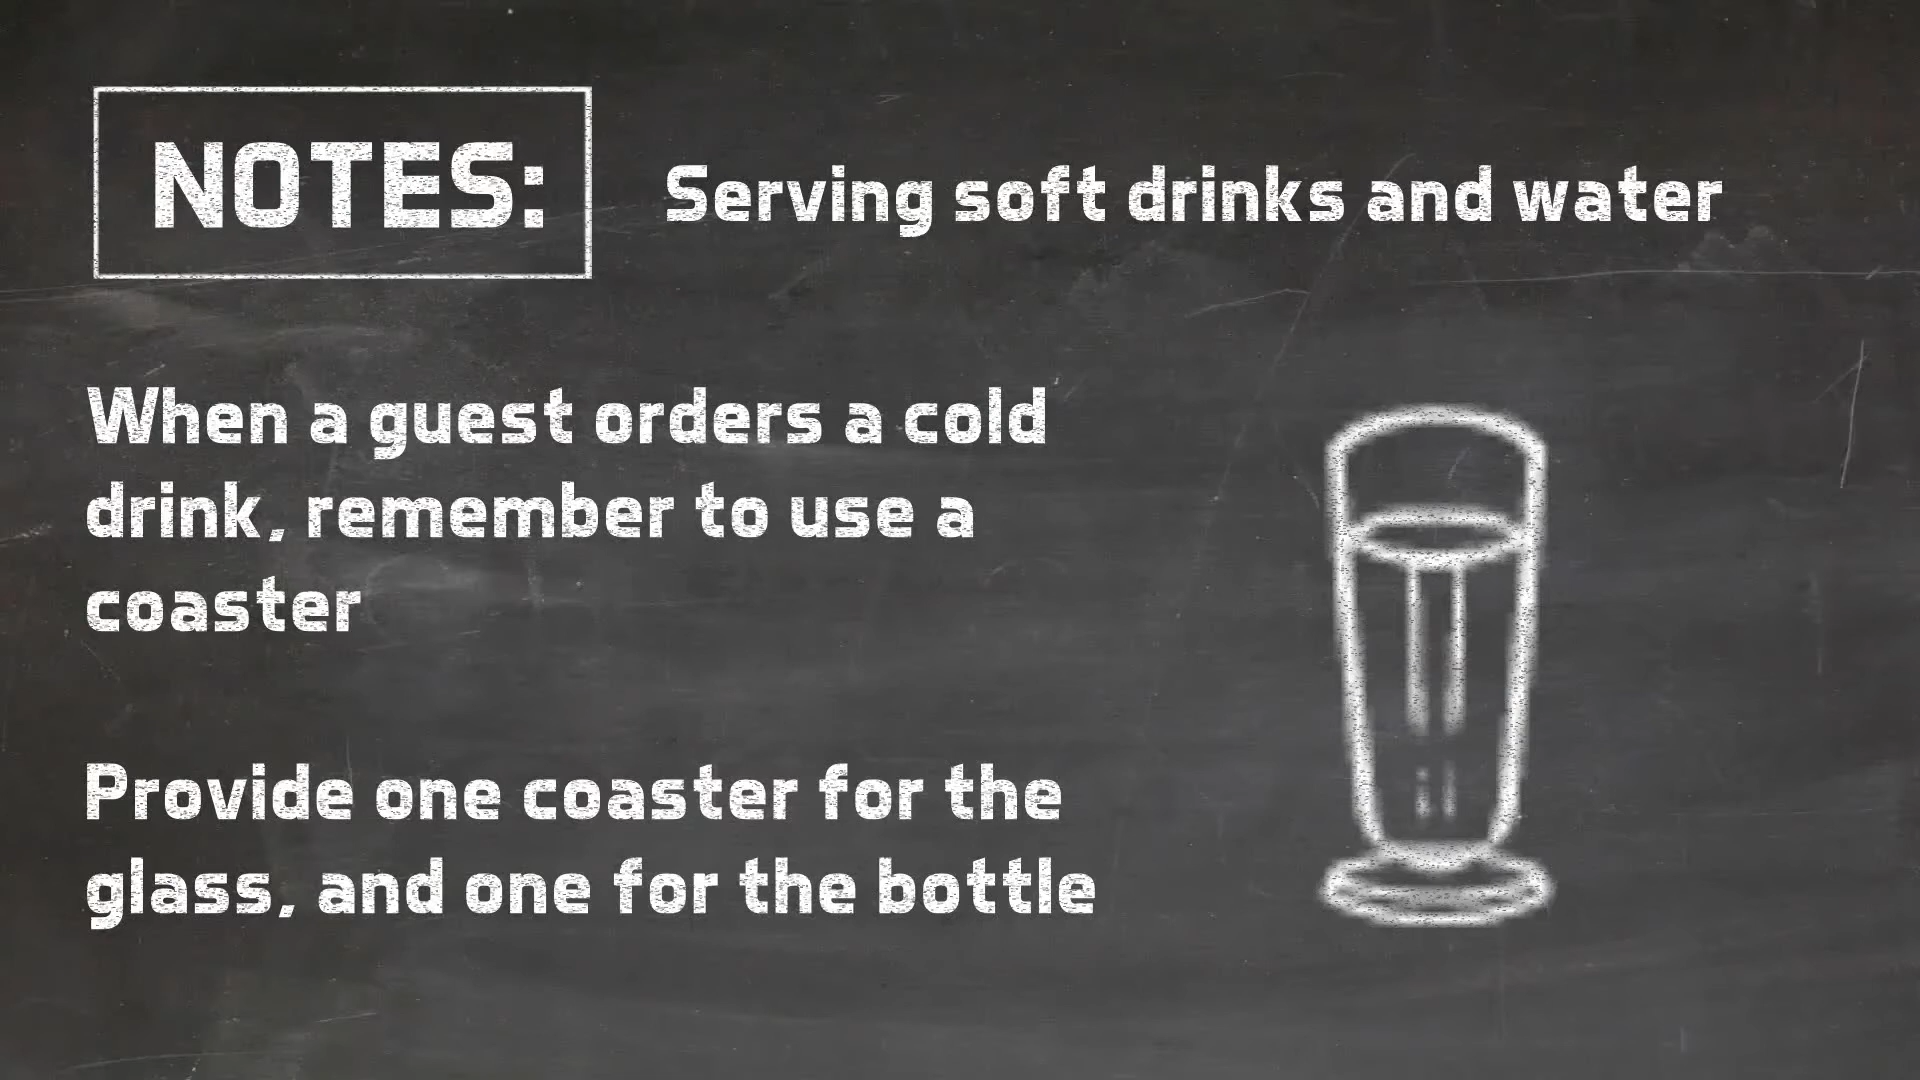 NOTES:
Serving soft drinks and water
When a guest orders a cold
drink, remember to use a
coaster
Provide one coaster for the
glass, and one for the bottle